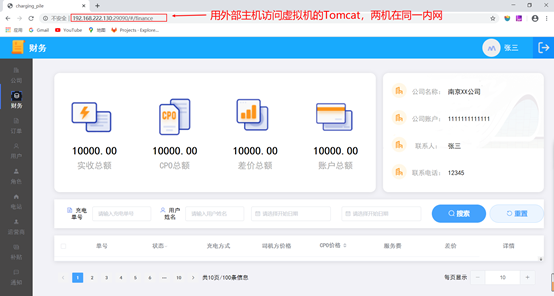 charging_pile
不安全 192.168.222.130:29090/#/finance
用外部主机访问虚拟机的Tomcat，两机在同一内网
应用 Gmail YouTube 地图 Projects - Explore...
财务
张三
财务
订单
用户
角色
电站
运营商
补贴
通知
10000.00 10000.00 10000.00 10000.00
实收总额 CPO总额 差价总额 账户总额
公司名称： 南京XX公司
公司账户： 1111111111111
联系人： 张三
联系电话： 12345
充电单号 请输入充电单号 用户姓名 请输入用户姓名 请选择开始日期 请选择开始日期 搜索 重置
单号 状态 充电方式 司机方价格 CPO价格 服务费 差价 详情
1 2 3 4 5 6 ... 10 共10页/100条信息 每页显示 - 10 +